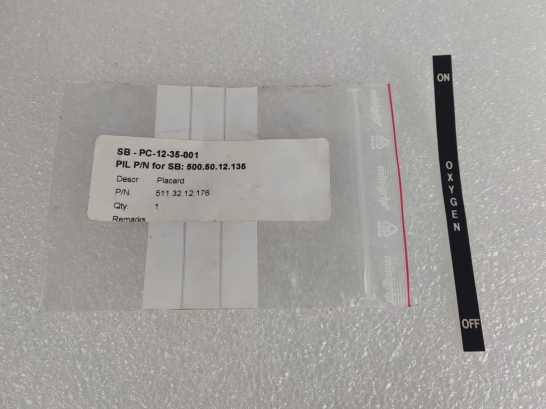 SB - PC-12-35-001
PIL P/N for SB: 500.50.12.135
Descr Placard
P/N. 511.32.12.176
Qty. 1
Remarks
ON
OXYGEN
OFF